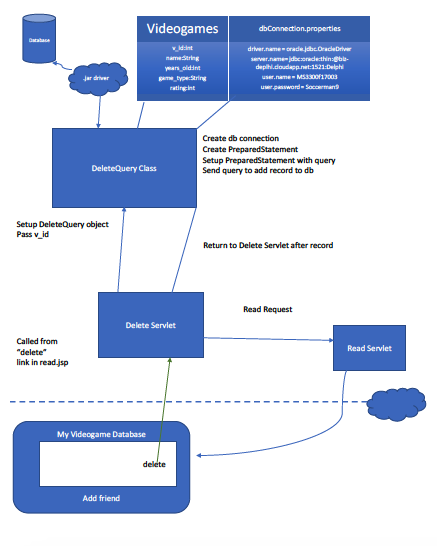 Database
.jar driver
Videogames
v_id:int
name:String
years_old:int
game_type:String
rating:int
dbConnection.properties
driver.name = oracle.jdbc.OracleDriver
server.name= jdbc:oracle:thin:@biz-
dephi.cloudapp.net:1521:Delphi
user.name = MS3300F17003
user.password = Soccerman9
DeleteQuery Class
Create db connection
Create PreparedStatement
Setup PreparedStatement with query
Send query to add record to db
Setup DeleteQuery object
Pass v_id
Return to Delete Servlet after record
Delete Servlet
Read Request
Read Servlet
Called from
"delete"
link in read.jsp
My Videogame Database
delete
Add friend